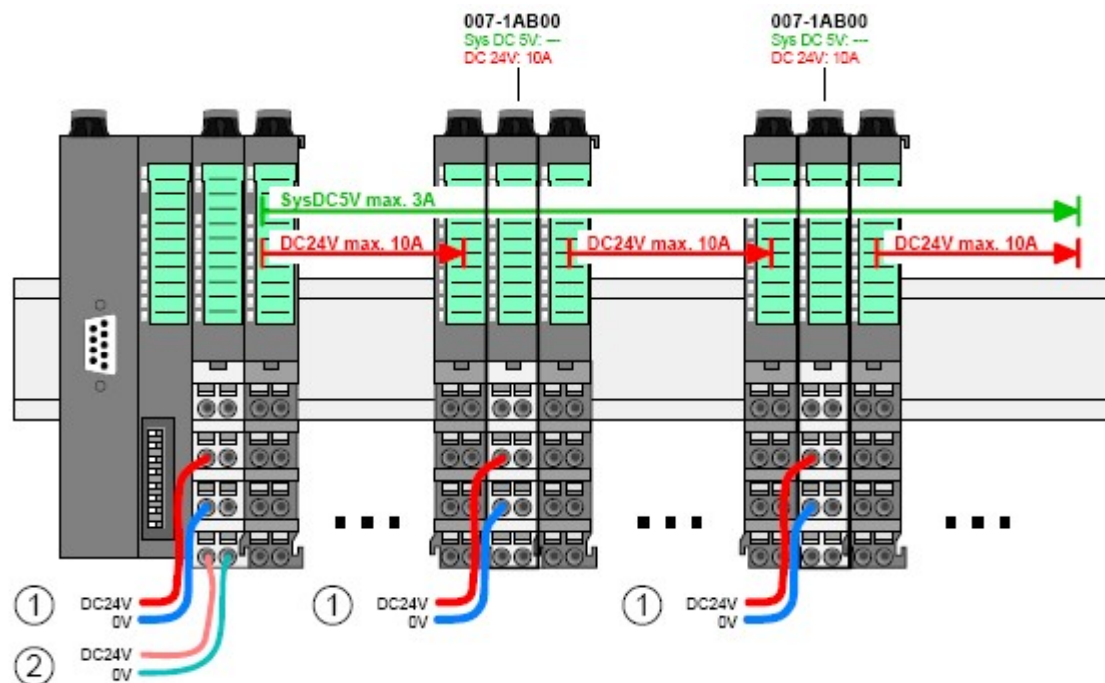 007-1AB00
Sys DC 5V: ---
DC 24V: 10A
007-1AB00
Sys DC 5V: ---
DC 24V: 10A
SysDC5V max. 3A
DC24V max. 10A
DC24V max. 10A
DC24V max. 10A
1 DC24V
0V
1 DC24V
0V
1 DC24V
0V
2 DC24V
0V